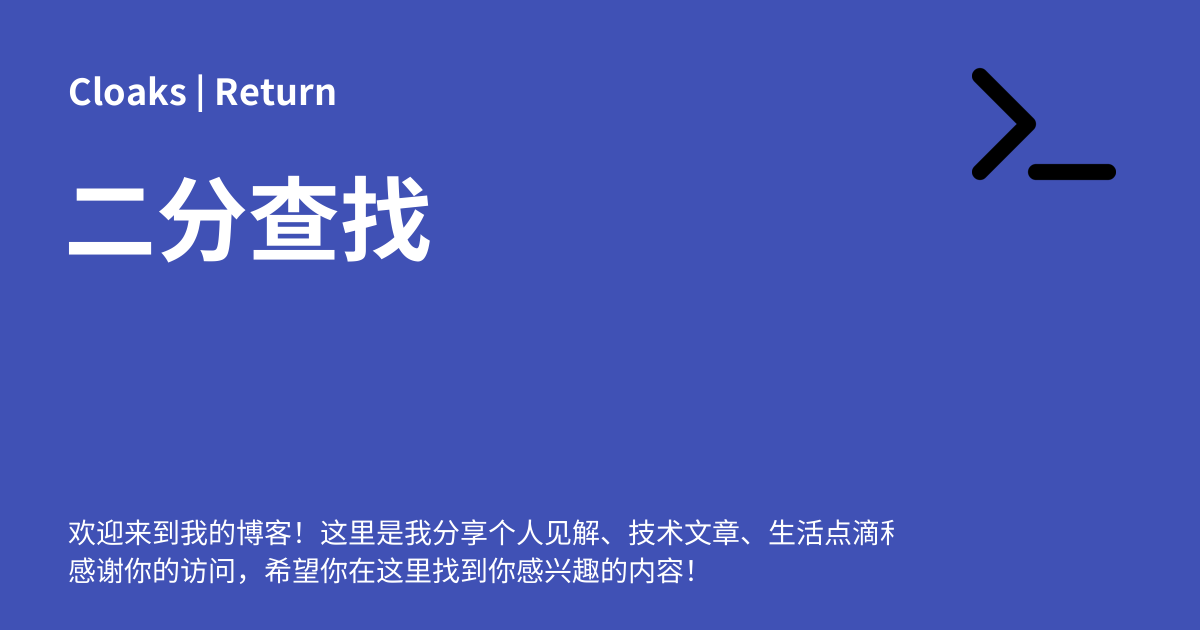 Cloaks | Return
二分查找
欢迎来到我的博客！这里是我分享个人见解、技术文章、生活点滴
感谢你的访问，希望你在这里找到你感兴趣的内容！